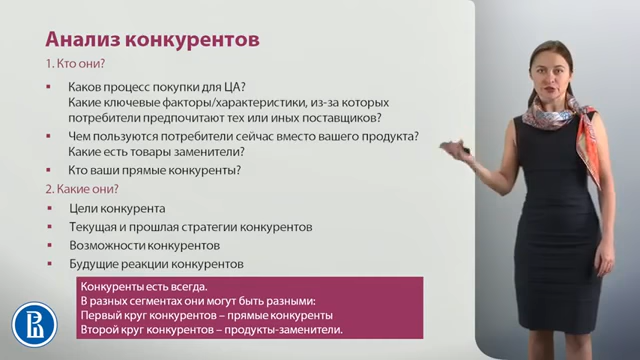 Анализ конкурентов
1. Кто они?
▪ Каков процесс покупки для ЦА?
Какие ключевые факторы/характеристики, из-за которых
потребители предпочитают тех или иных поставщиков?
▪ Чем пользуются потребители сейчас вместо вашего продукта?
Какие есть товары заменители?
▪ Кто ваши прямые конкуренты?
2. Какие они?
▪ Цели конкурента
▪ Текущая и прошлая стратегии конкурентов
▪ Возможности конкурентов
▪ Будущие реакции конкурентов
Конкуренты есть всегда.
В разных сегментах они могут быть разными:
Первый круг конкурентов – прямые конкуренты
Второй круг конкурентов – продукты-заменители.